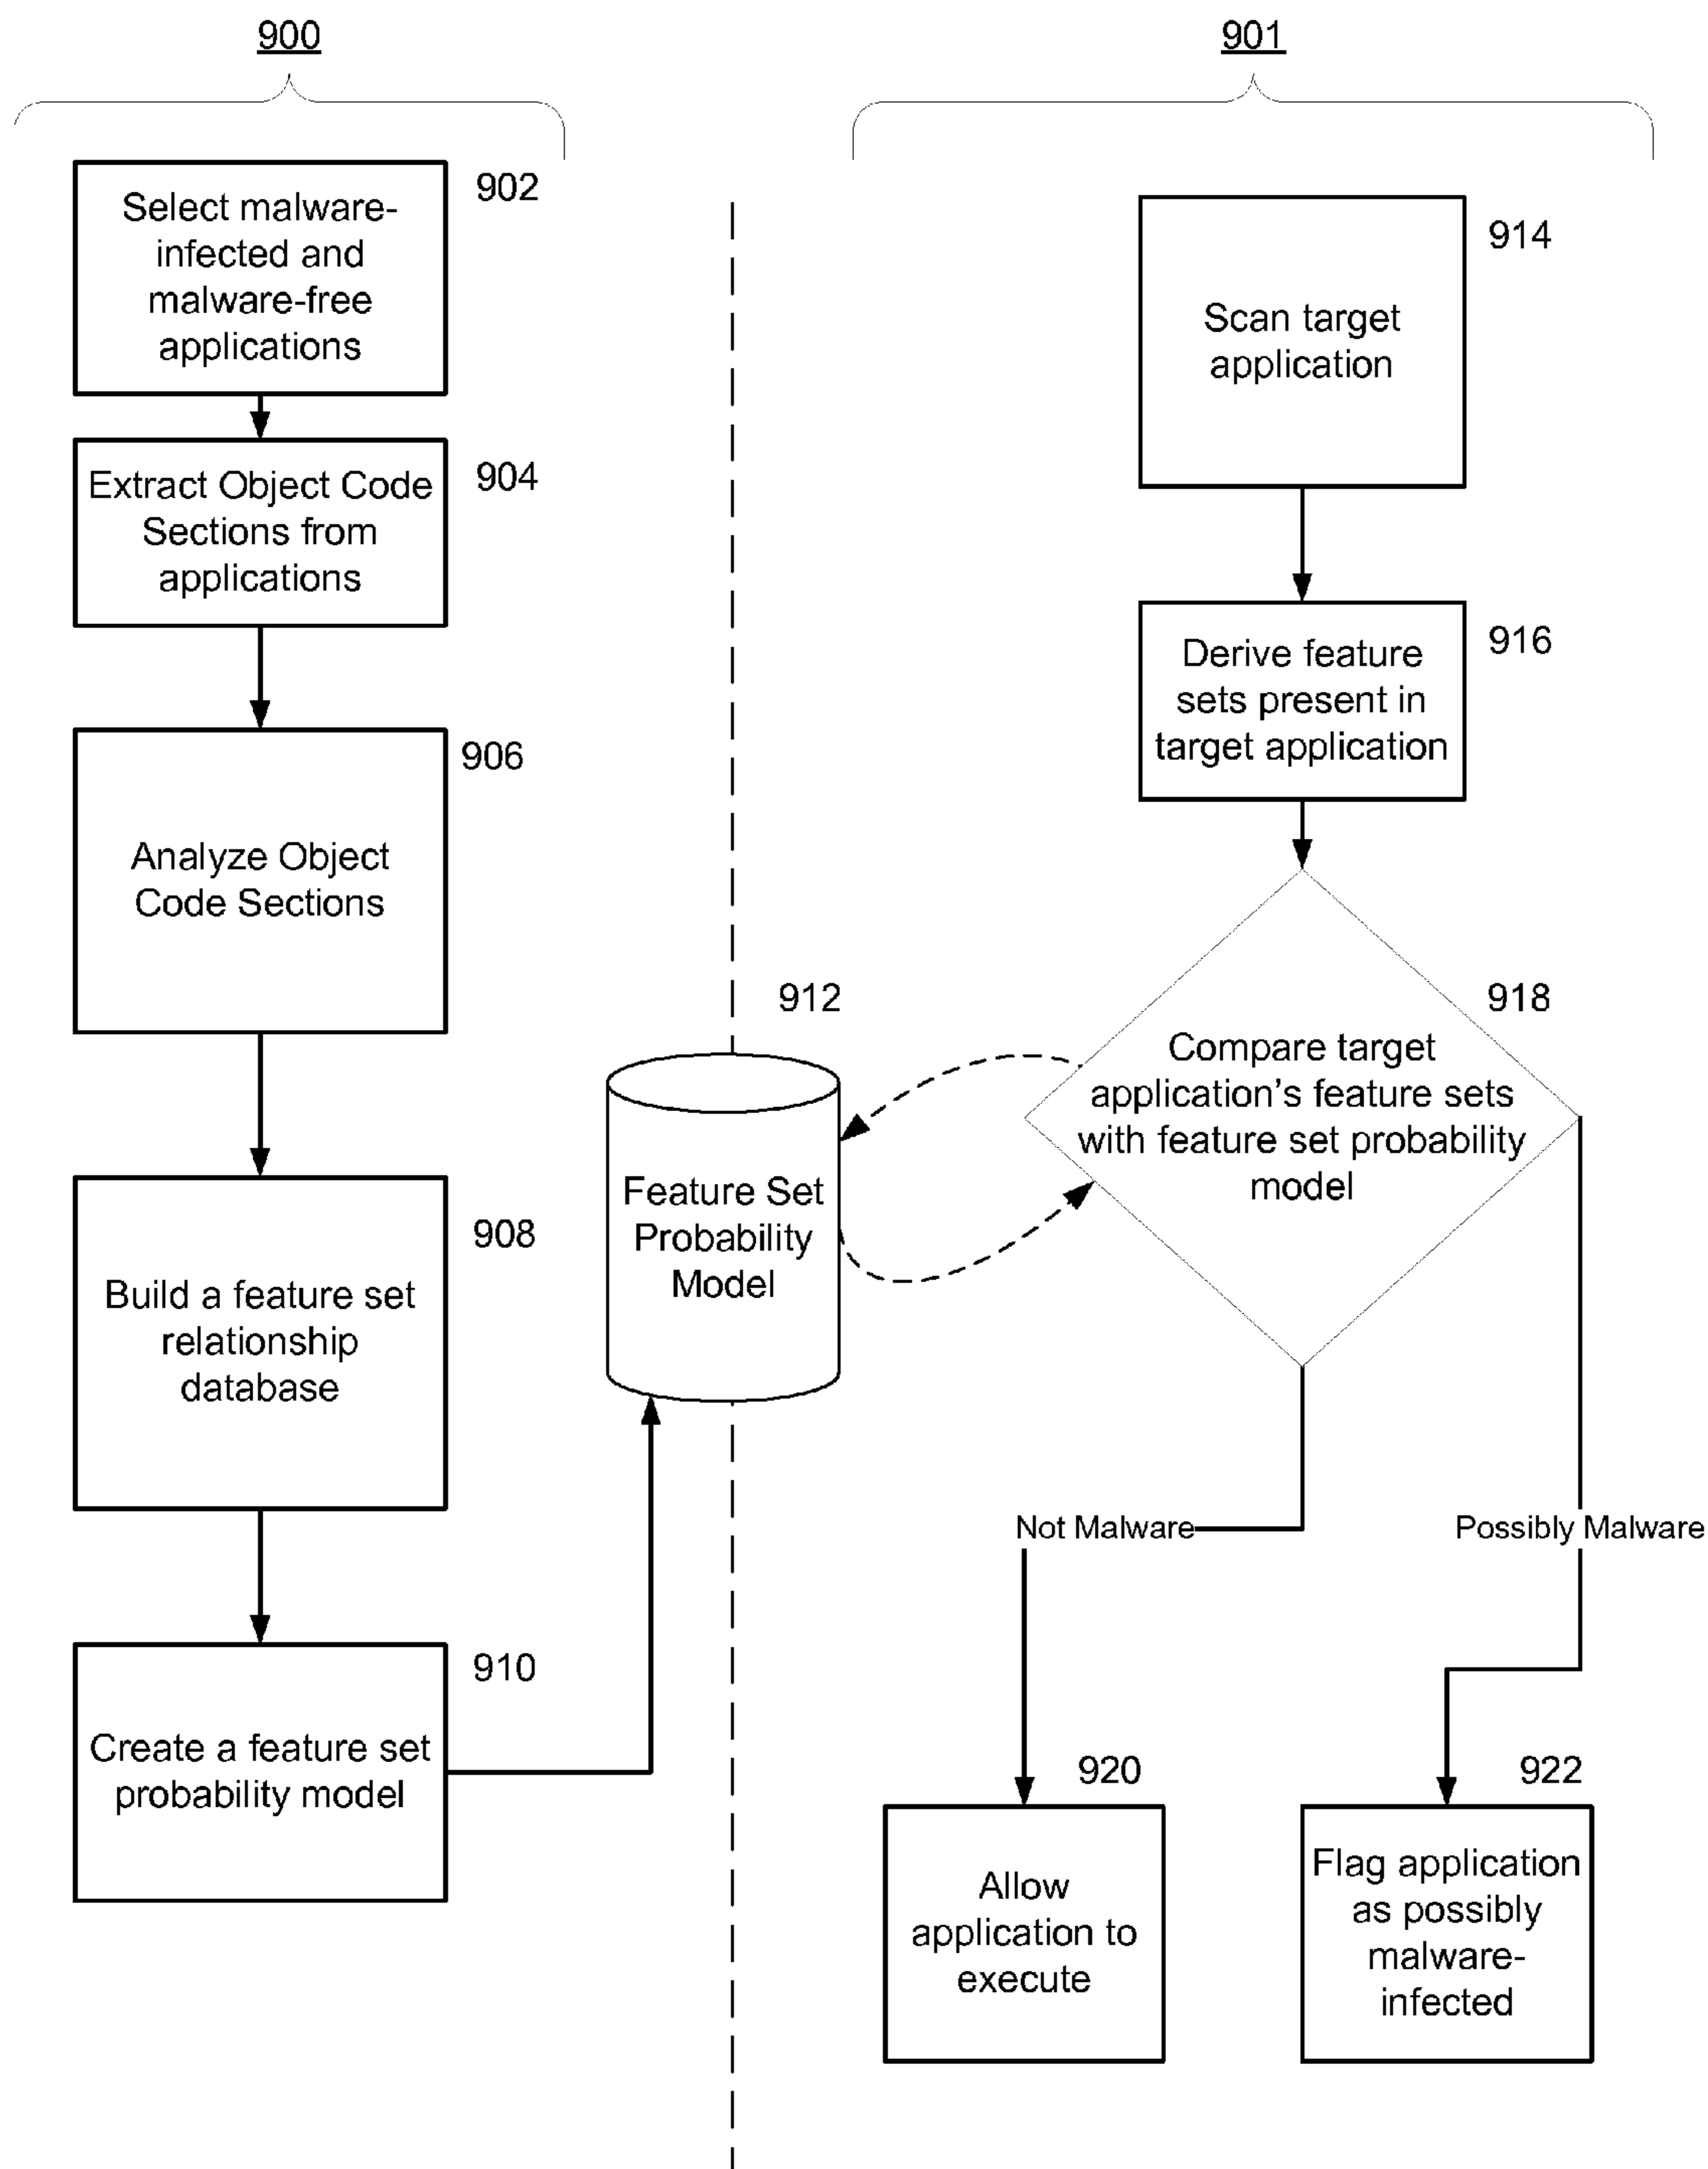 900
902
Select malware-
infected and
malware-free
applications
904
Extract Object Code
Sections from
applications
906
Analyze Object
Code Sections
908
Build a feature set
relationship
database
910
Create a feature set
probability model
912
Feature Set
Probability
Model
901
914
Scan target
application
916
Derive feature
sets present in
target application
918
Compare target
application's feature sets
with feature set probability
model
Not Malware
Possibly Malware
920
Allow
application to
execute
922
Flag application
as possibly
malware-
infected